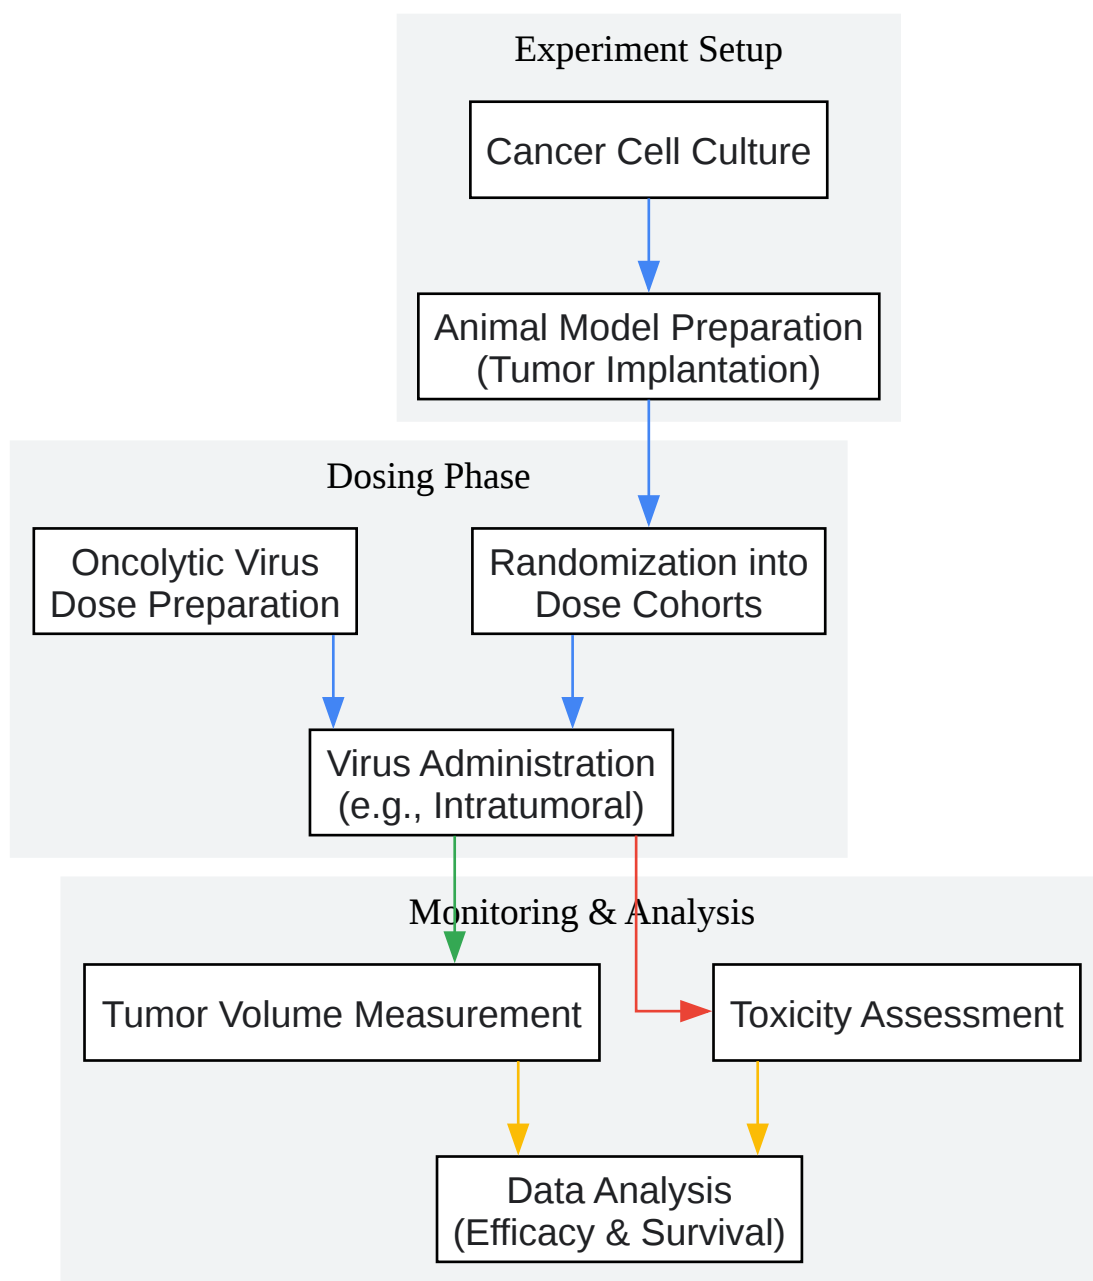 Experiment Setup
Cancer Cell Culture
Animal Model Preparation
(Tumor Implantation)
Dosing Phase
Oncolytic Virus
Dose Preparation
Randomization into
Dose Cohorts
Virus Administration
(e.g., Intratumoral)
Monitoring & Analysis
Tumor Volume Measurement
Toxicity Assessment
Data Analysis
(Efficacy & Survival)